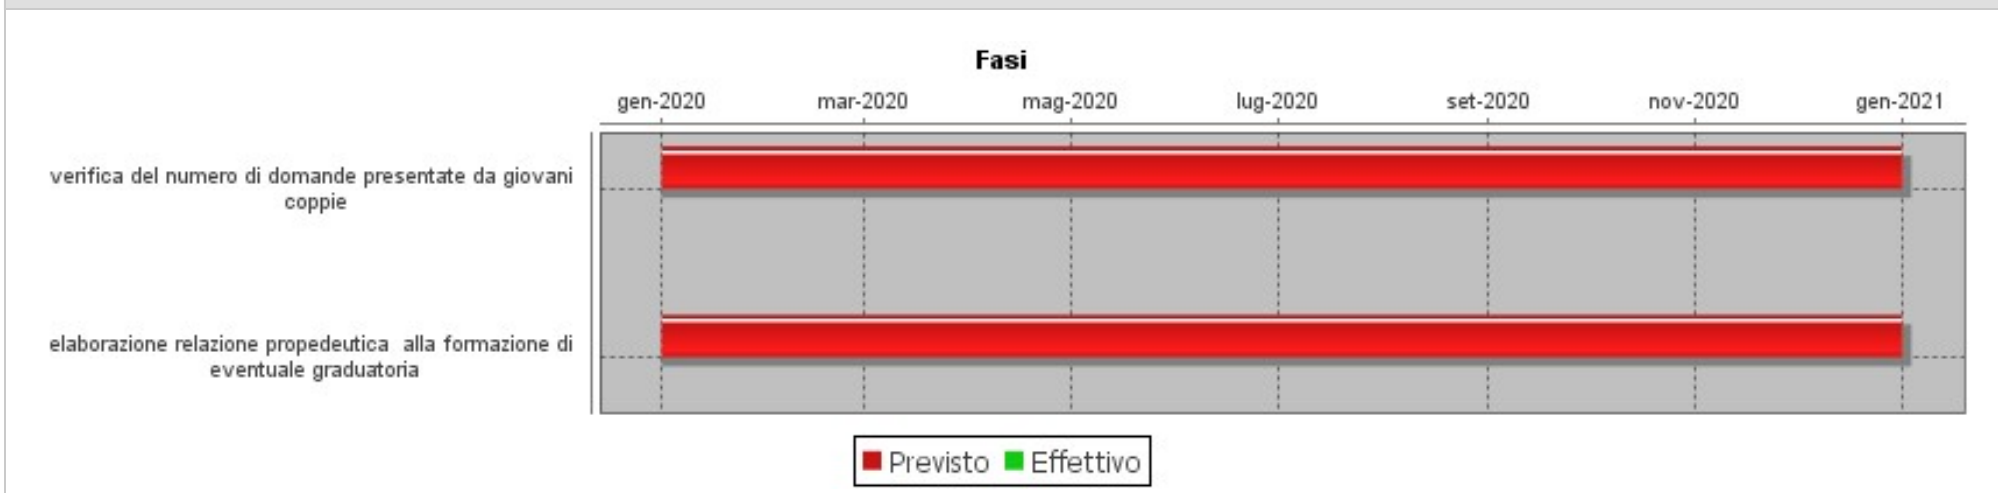 Fasi
gen-2020 mar-2020 mag-2020 lug-2020 set-2020 nov-2020 gen-2021
verifica del numero di domande presentate da giovani
coppie
elaborazione relazione propedeutica  alla formazione di
eventuale graduatoria
Previsto Effettivo